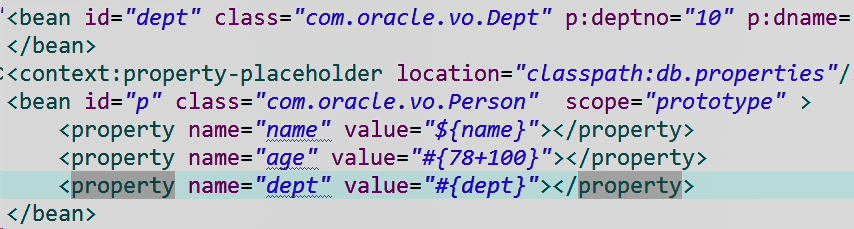 <bean id="dept" class="com.oracle.vo.Dept" p:deptno="10" p:dname=
</bean>
<context:property-placeholder location="classpath:db.properties"/
<bean id="p" class="com.oracle.vo.Person"  scope="prototype" >
    <property name="name" value="${name}"></property>
    <property name="age" value="#{78+100}"></property>
    <property name="dept" value="#{dept}"></property>
</bean>